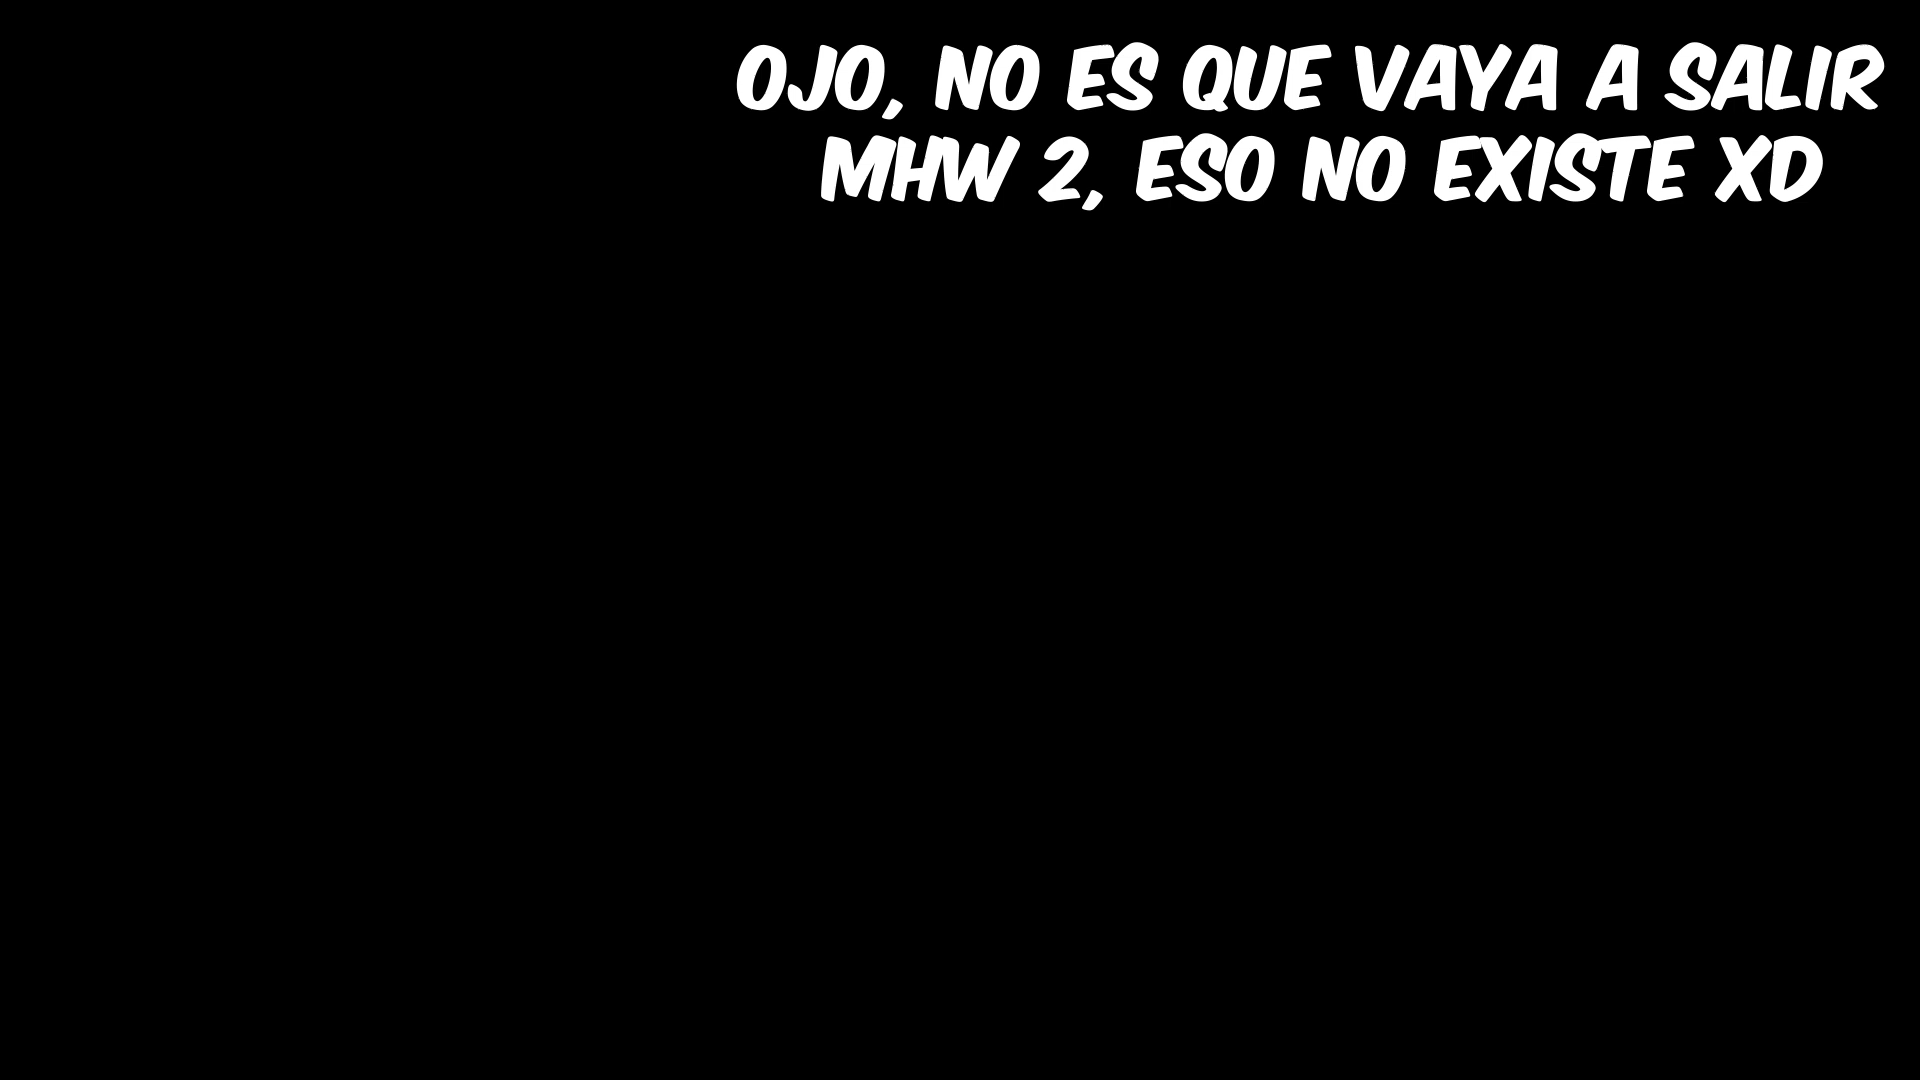 OJO, NO ES QUE VAYA A SALIR
MHW 2, ESO NO EXISTE XD